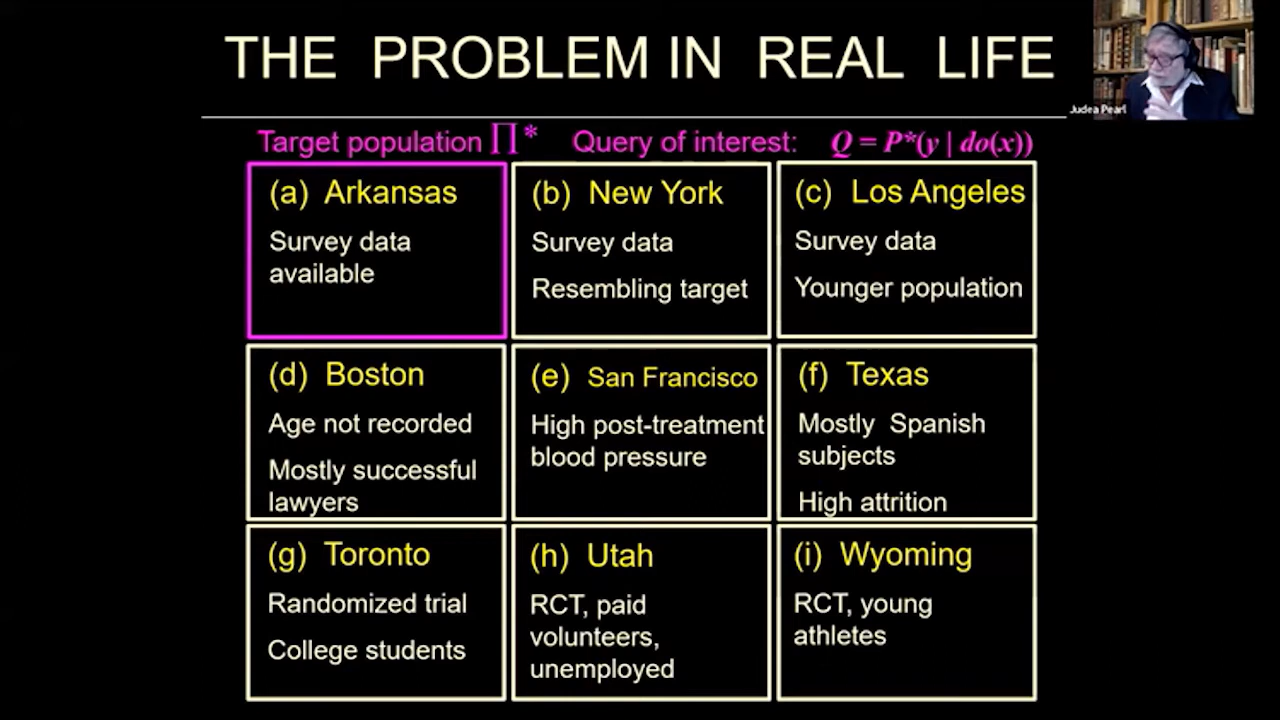 THE PROBLEM IN REAL LIFE
Judea Pearl
Target population ∏* Query of interest: Q = P*(y | do(x))
(a) Arkansas
Survey data
available
(b) New York
Survey data
Resembling target
(c) Los Angeles
Survey data
Younger population
(d) Boston
Age not recorded
Mostly successful
lawyers
(e) San Francisco
High post-treatment
blood pressure
(f) Texas
Mostly Spanish
subjects
High attrition
(g) Toronto
Randomized trial
College students
(h) Utah
RCT, paid
volunteers,
unemployed
(i) Wyoming
RCT, young
athletes